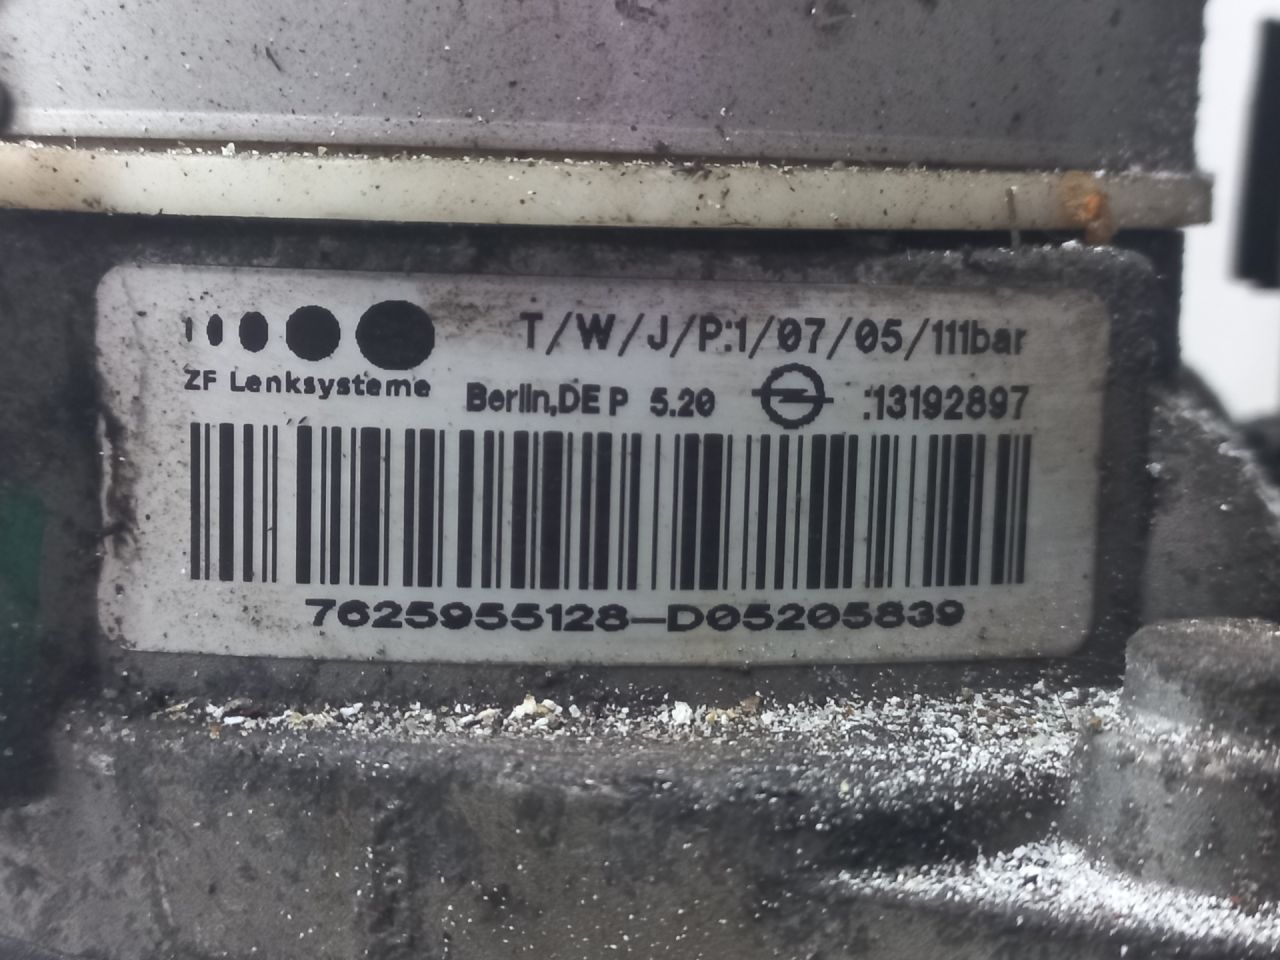 T/W/J/P:1/07/05/111bar
ZF Lenksysteme
Berlin,DE P 5.20 :13192897
7625955128-D05205839